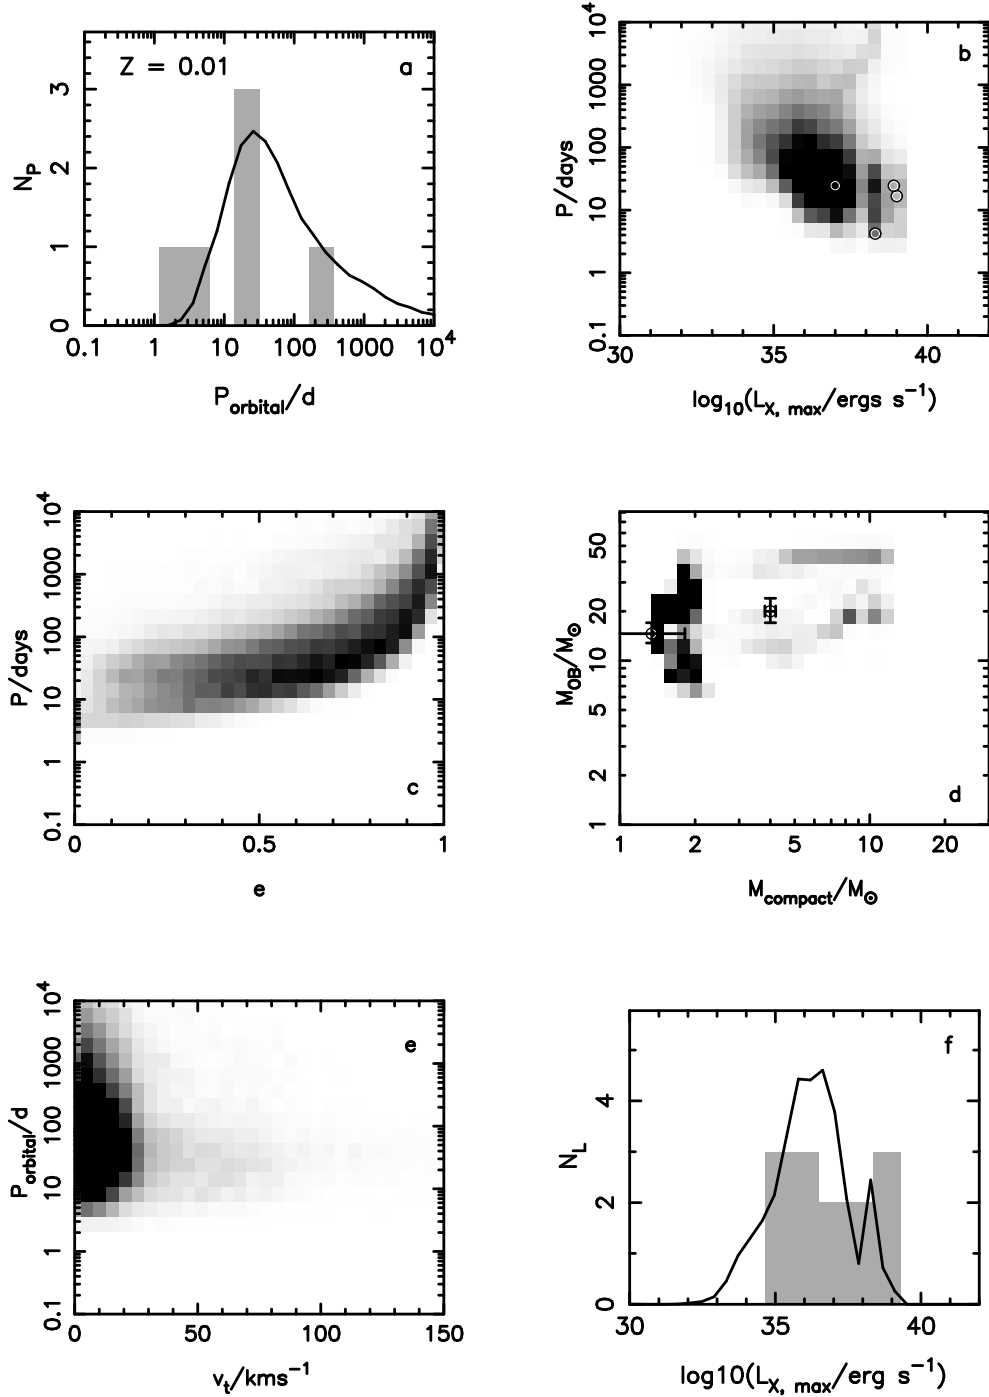 Z = 0.01
a
N_P
0
1
2
3
0.1
1
10
100
1000
10^4
P_orbital/d
b
P/days
0.1
1
10
100
1000
10^4
30
35
40
log_10(L_X, max/ergs s^−1)
c
P/days
0.1
1
10
100
1000
10^4
0
0.5
1
e
d
M_OB/M_⊙
1
2
5
10
20
50
1
2
5
10
20
M_compact/M_⊙
e
P_orbital/d
0.1
1
10
100
1000
10^4
0
50
100
150
v_t/kms^−1
f
N_L
0
2
4
30
35
40
log10(L_X, max/erg s^−1)